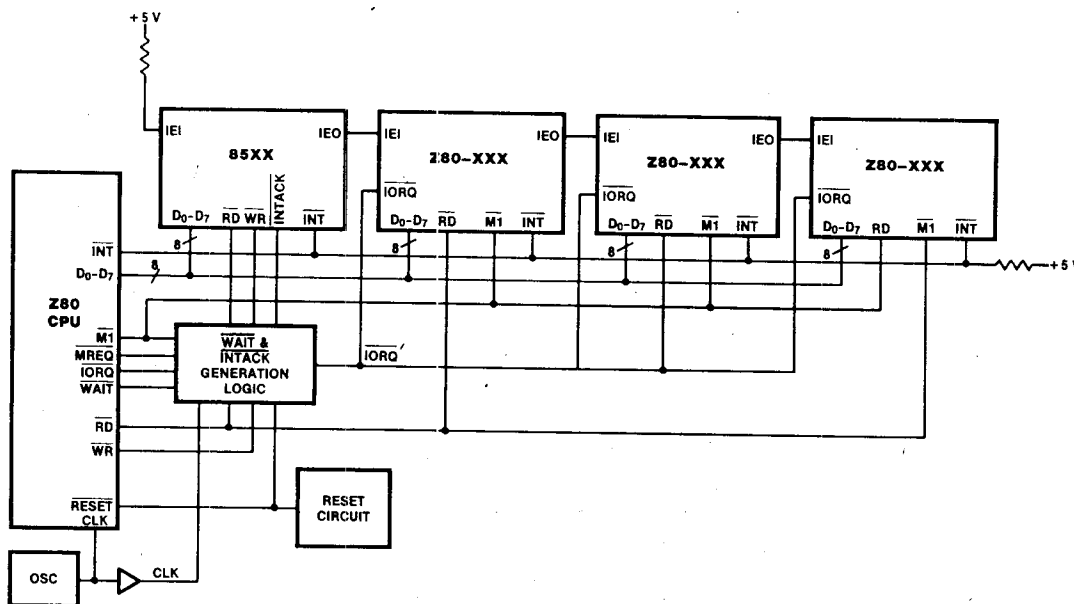 +5 V
IEI
IEO
85XX
INTACK
D0-D7 RD WR INT
8
IEI
IEO
Z80-XXX
IORQ
D0-D7 RD M1 INT
8
IEI
IEO
Z80-XXX
IORQ
D0-D7 RD M1 INT
8
IEI
Z80-XXX
IORQ
D0-D7 RD M1 INT
8
+5 V
Z80
CPU
INT
D0-D7
8
M1
MREQ
IORQ
WAIT
RD
WR
RESET
CLK
WAIT &
INTACK
GENERATION
LOGIC
IORQ'
RESET
CIRCUIT
OSC
CLK